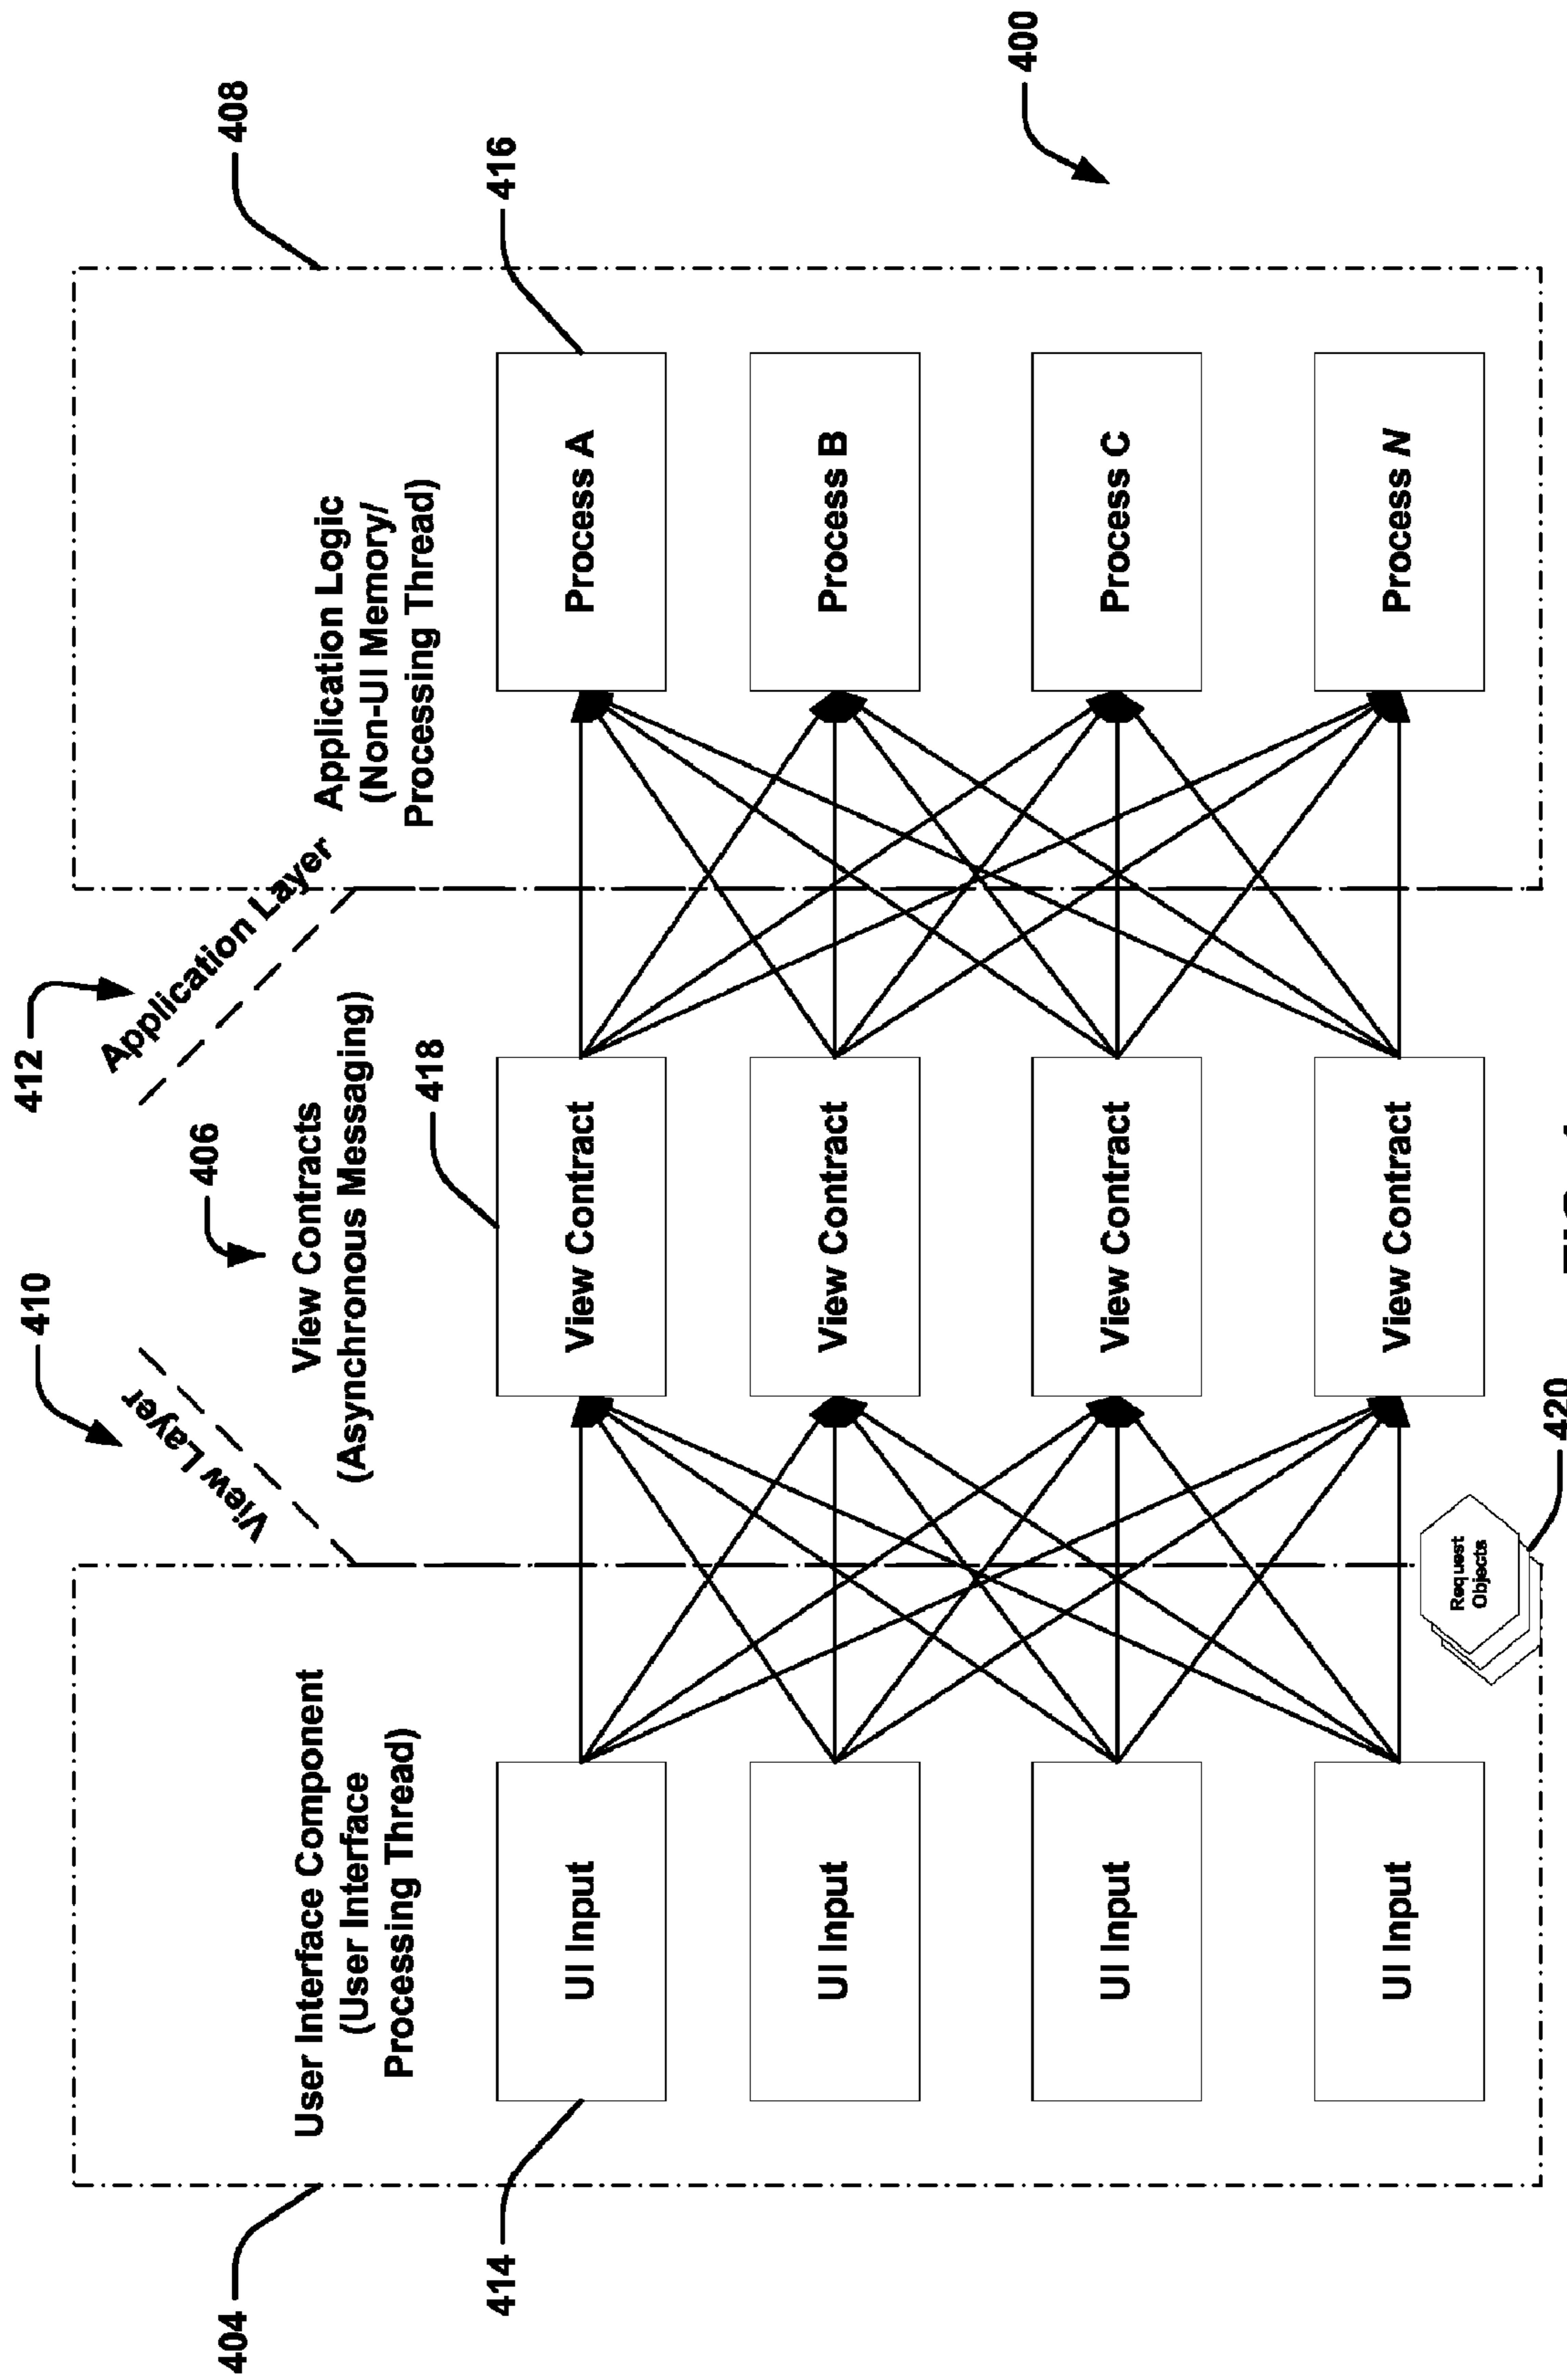 404
User Interface Component
(User Interface
Processing Thread)
414
UI Input
UI Input
UI Input
UI Input
410
View Layer
406
View Contracts
(Asynchronous Messaging)
418
View Contract
View Contract
View Contract
View Contract
Request
Objects
420
412
Application Layer
408
Application Logic
(Non-UI Memory/
Processing Thread)
416
Process A
Process B
Process C
Process N
400